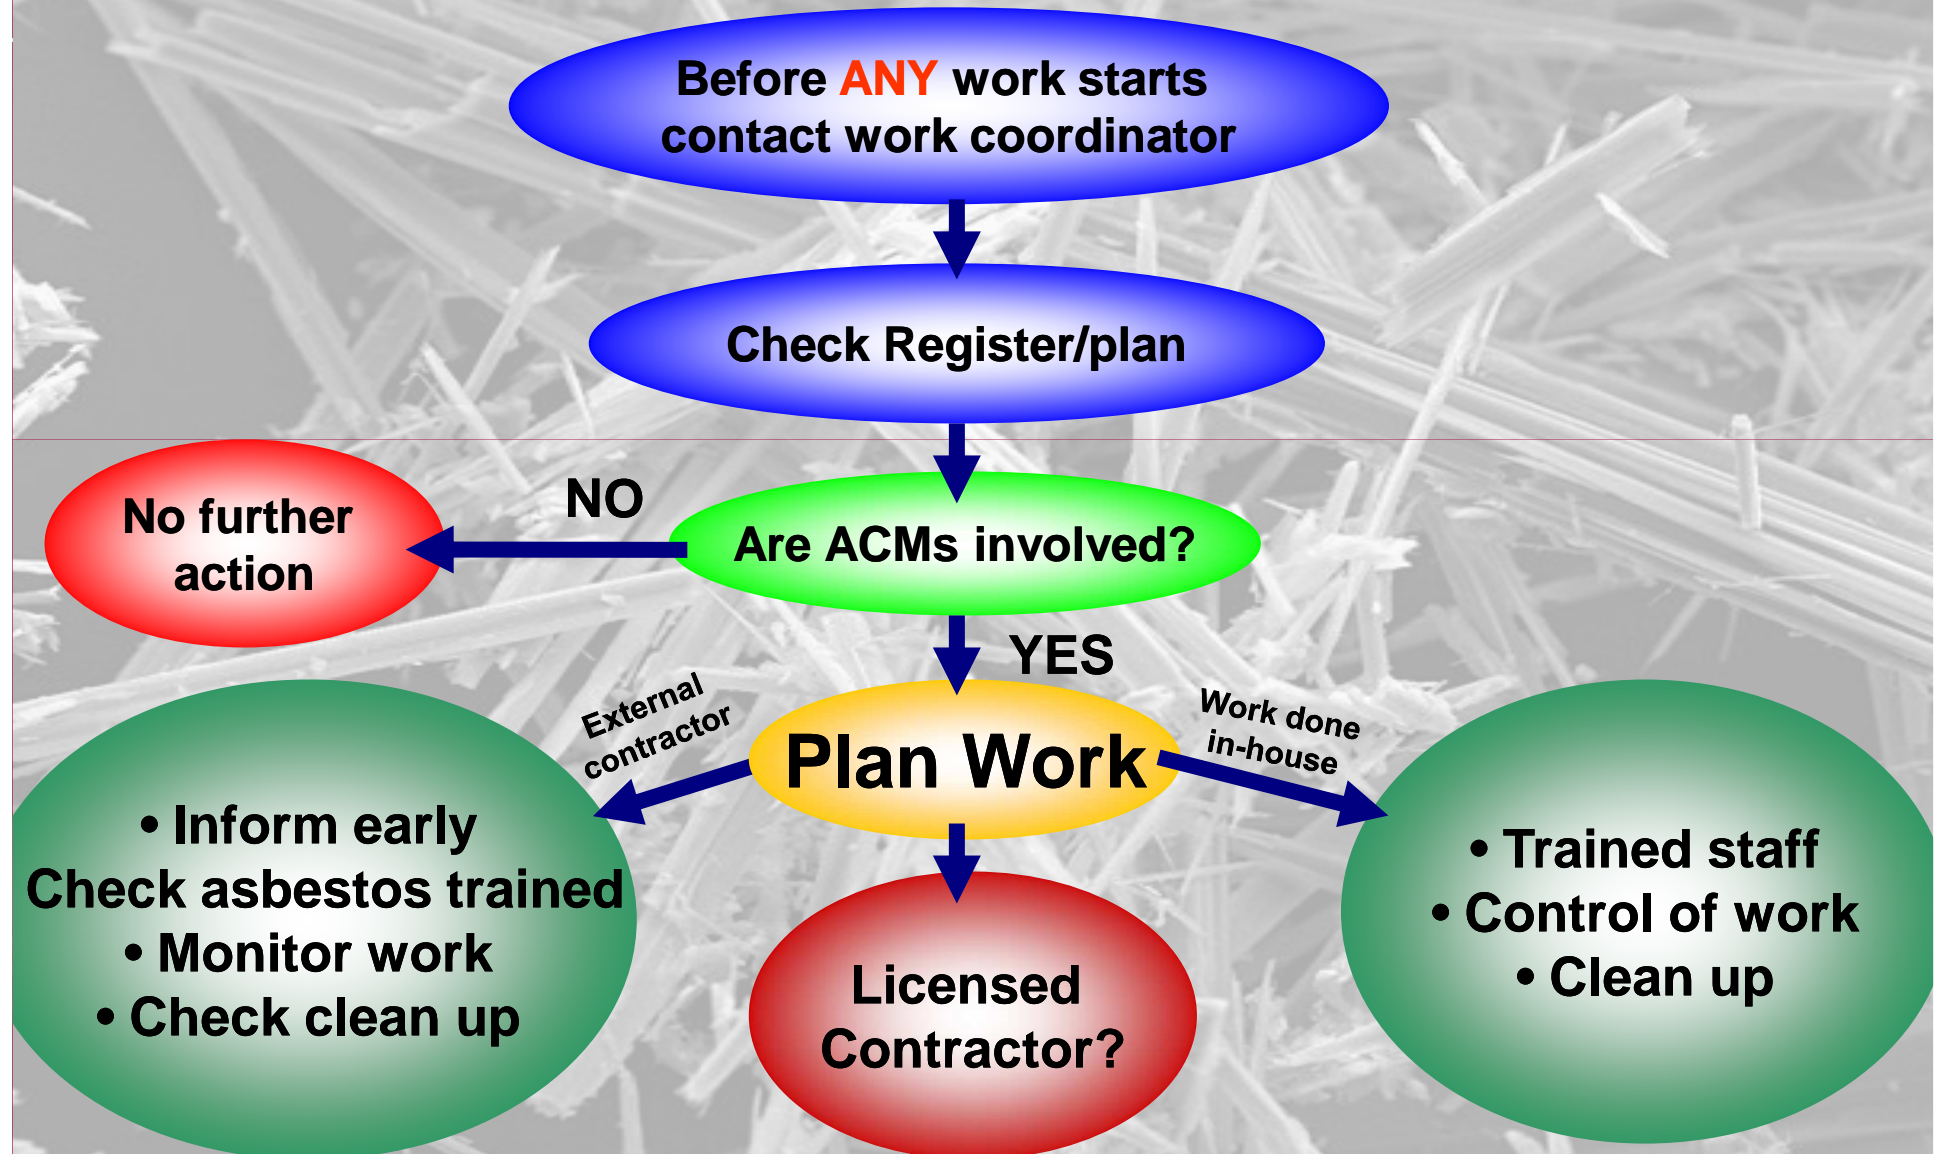 Before ANY work starts
contact work coordinator
Check Register/plan
No further
action
NO
Are ACMs involved?
YES
External
contractor
Plan Work
Work done
in-house
• Inform early
Check asbestos trained
• Monitor work
• Check clean up
Licensed
Contractor?
• Trained staff
• Control of work
• Clean up